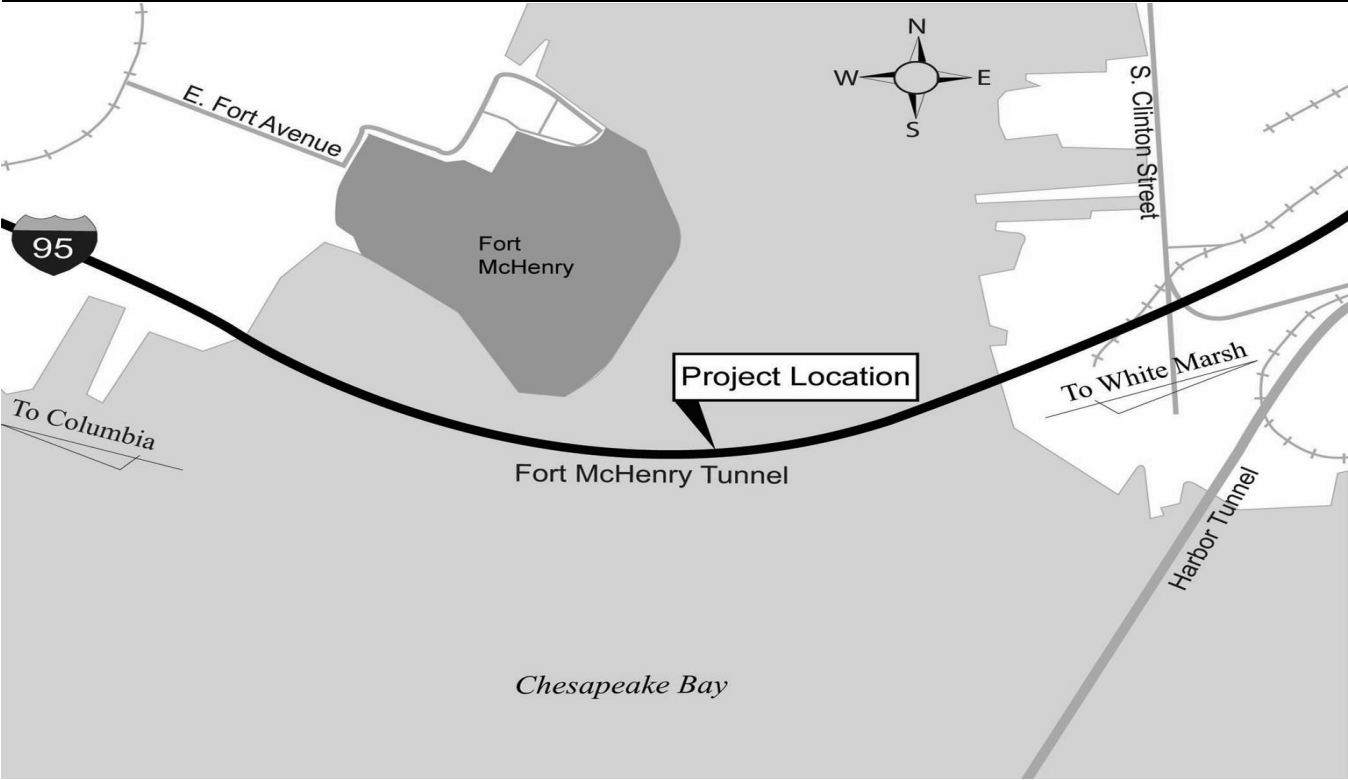 N
W
E
S
E. Fort Avenue
S. Clinton Street
95
Fort
McHenry
Project Location
To White Marsh
To Columbia
Fort McHenry Tunnel
Harbor Tunnel
Chesapeake Bay